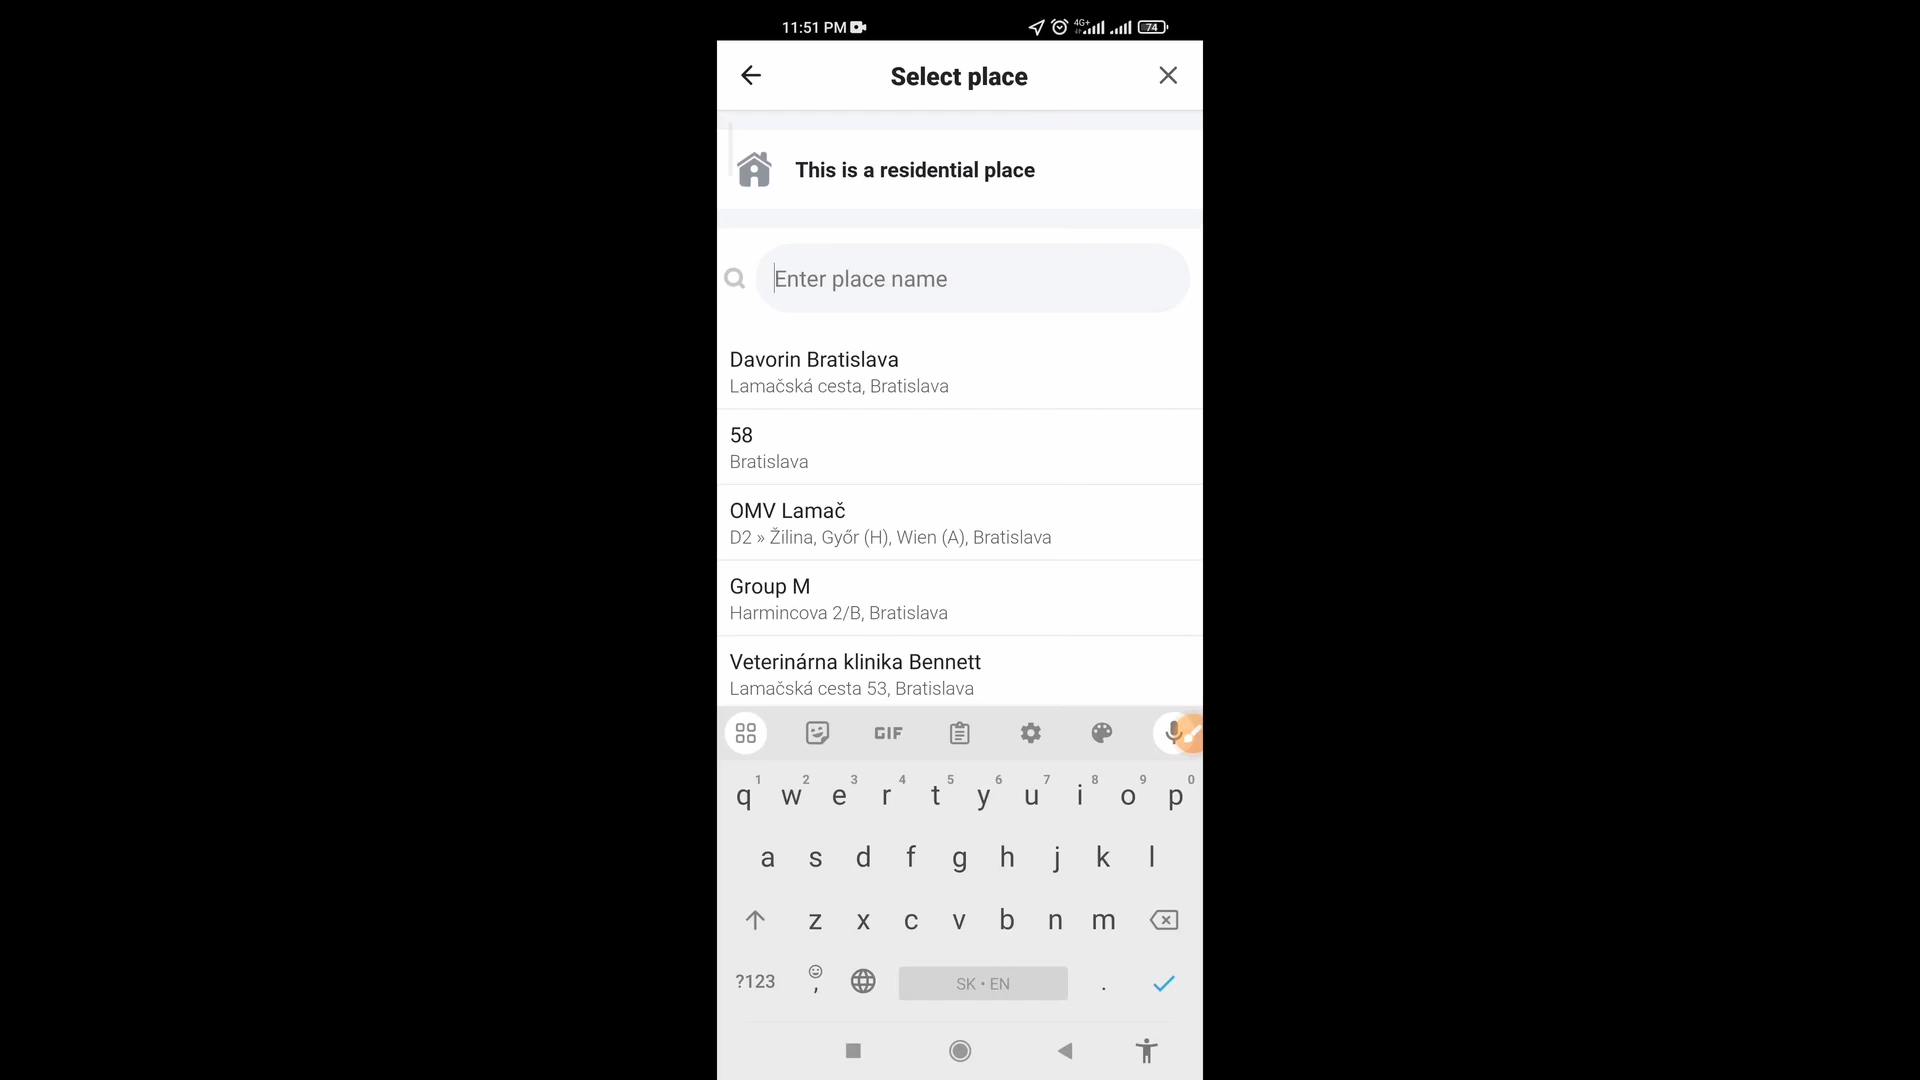 11:51 PM
4G+
74
Select place
This is a residential place
Enter place name
Davorin Bratislava
Lamačská cesta, Bratislava
58
Bratislava
OMV Lamač
D2 » Žilina, Győr (H), Wien (A), Bratislava
Group M
Harmincova 2/B, Bratislava
Veterinárna klinika Bennett
Lamačská cesta 53, Bratislava
GIF
1 2 3 4 5 6 7 8 9 0
q w e r t y u i o p
a s d f g h j k l
z x c v b n m
?123 , SK • EN .